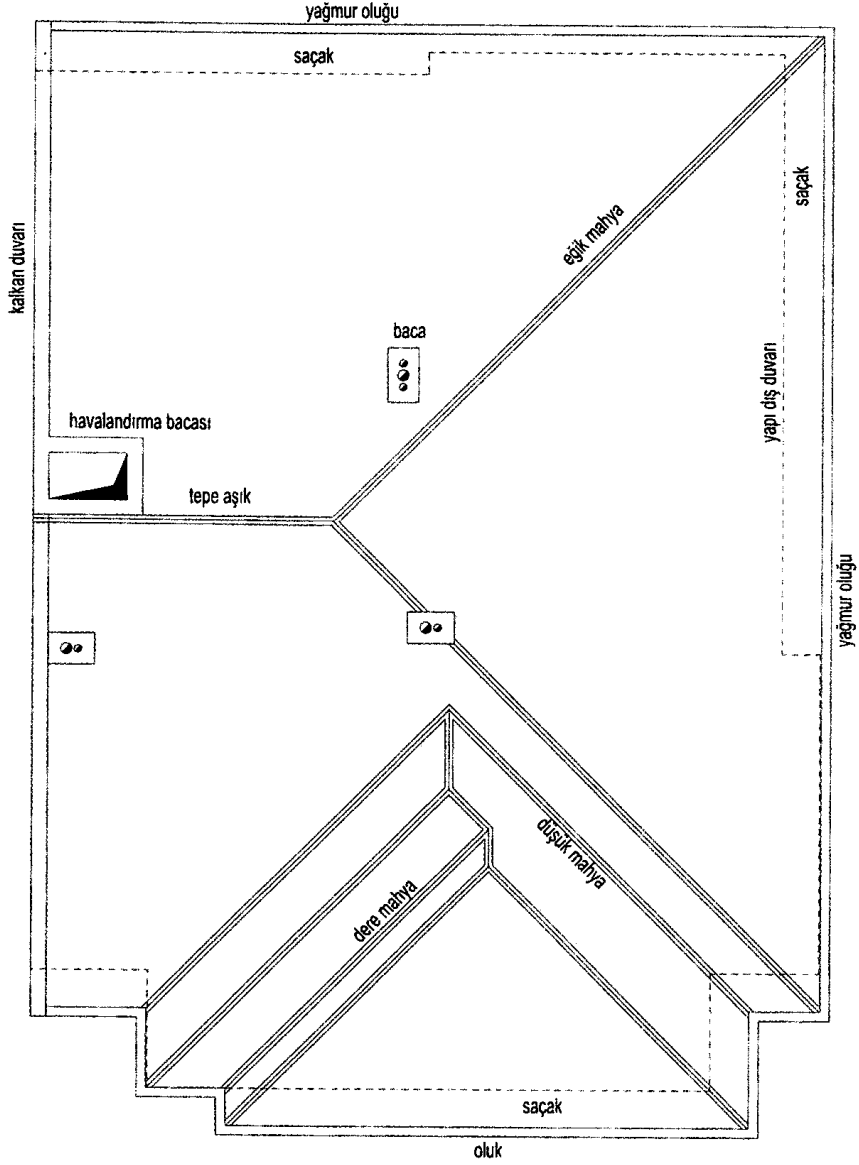 yağmur oluğu
saçak
saçak
eğik mahya
kalkan duvarı
baca
yapı dış duvarı
havalandırma bacası
tepe aşık
yağmur oluğu
düşük mahya
dere mahya
saçak
oluk